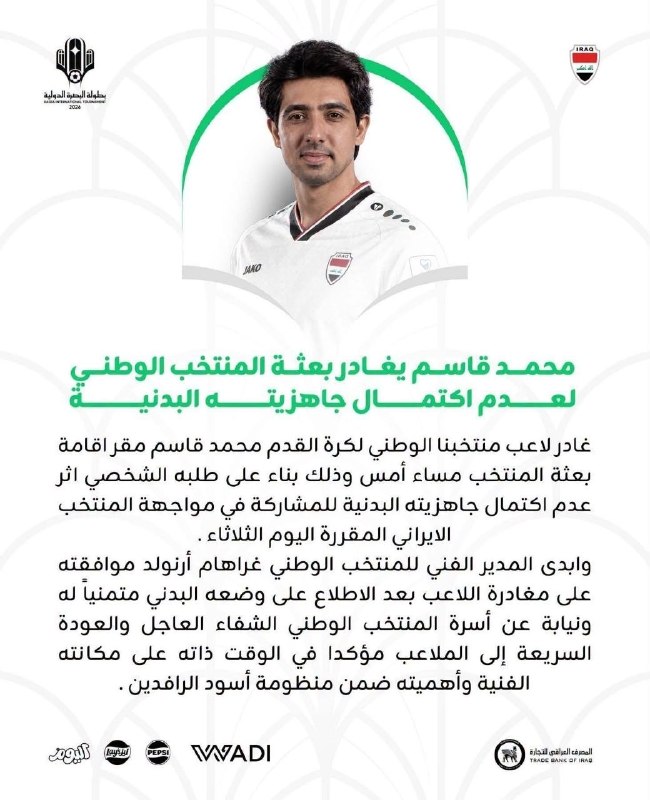 بطولة البصرة الدولية
BASRA INTERNATIONAL TOURNAMENT
2026
IRAQ
JAKO
IRAQ
محمد قاسم يغادر بعثة المنتخب الوطني
لعدم اكتمال جاهزيته البدنية
غادر لاعب منتخبنا الوطني لكرة القدم محمد قاسم مقر اقامة
بعثة المنتخب مساء أمس وذلك بناء على طلبه الشخصي اثر
عدم اكتمال جاهزيته البدنية للمشاركة في مواجهة المنتخب
الايراني المقررة اليوم الثلاثاء .
وابدى المدير الفني للمنتخب الوطني غراهام أرنولد موافقته
على مغادرة اللاعب بعد الاطلاع على وضعه البدني متمنياً له
ونيابة عن أسرة المنتخب الوطني الشفاء العاجل والعودة
السريعة إلى الملاعب مؤكدا في الوقت ذاته على مكانته
الفنية وأهميته ضمن منظومة أسود الرافدين .
اليوم
Lay's
PEPSI
WADI
المصرف العراقي للتجارة
TRADE BANK OF IRAQ